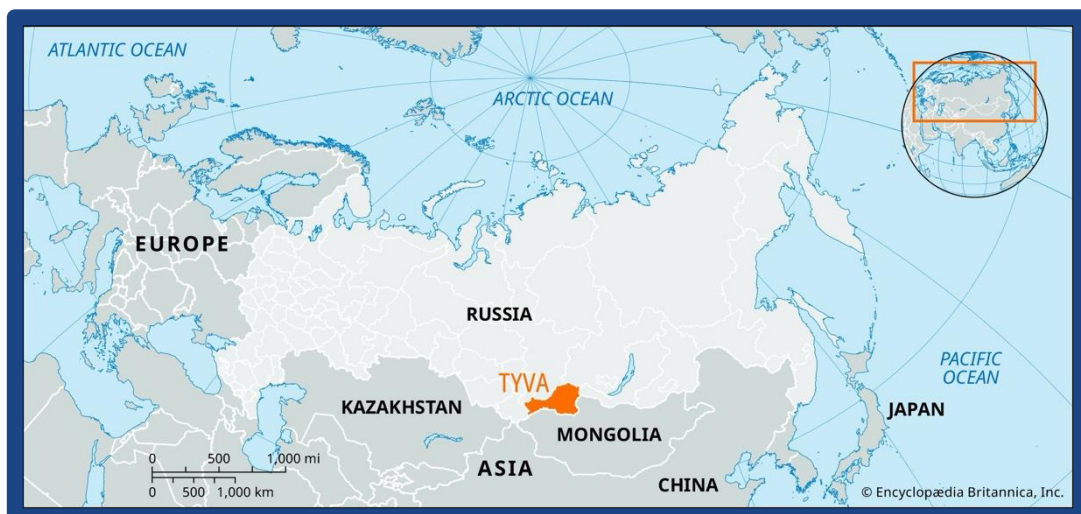 ATLANTIC OCEAN
ARCTIC OCEAN
EUROPE
RUSSIA
PACIFIC
OCEAN
TYVA
KAZAKHSTAN
JAPAN
MONGOLIA
0 500 1,000 mi
ASIA
0 500 1,000 km
CHINA
© Encyclopædia Britannica, Inc.